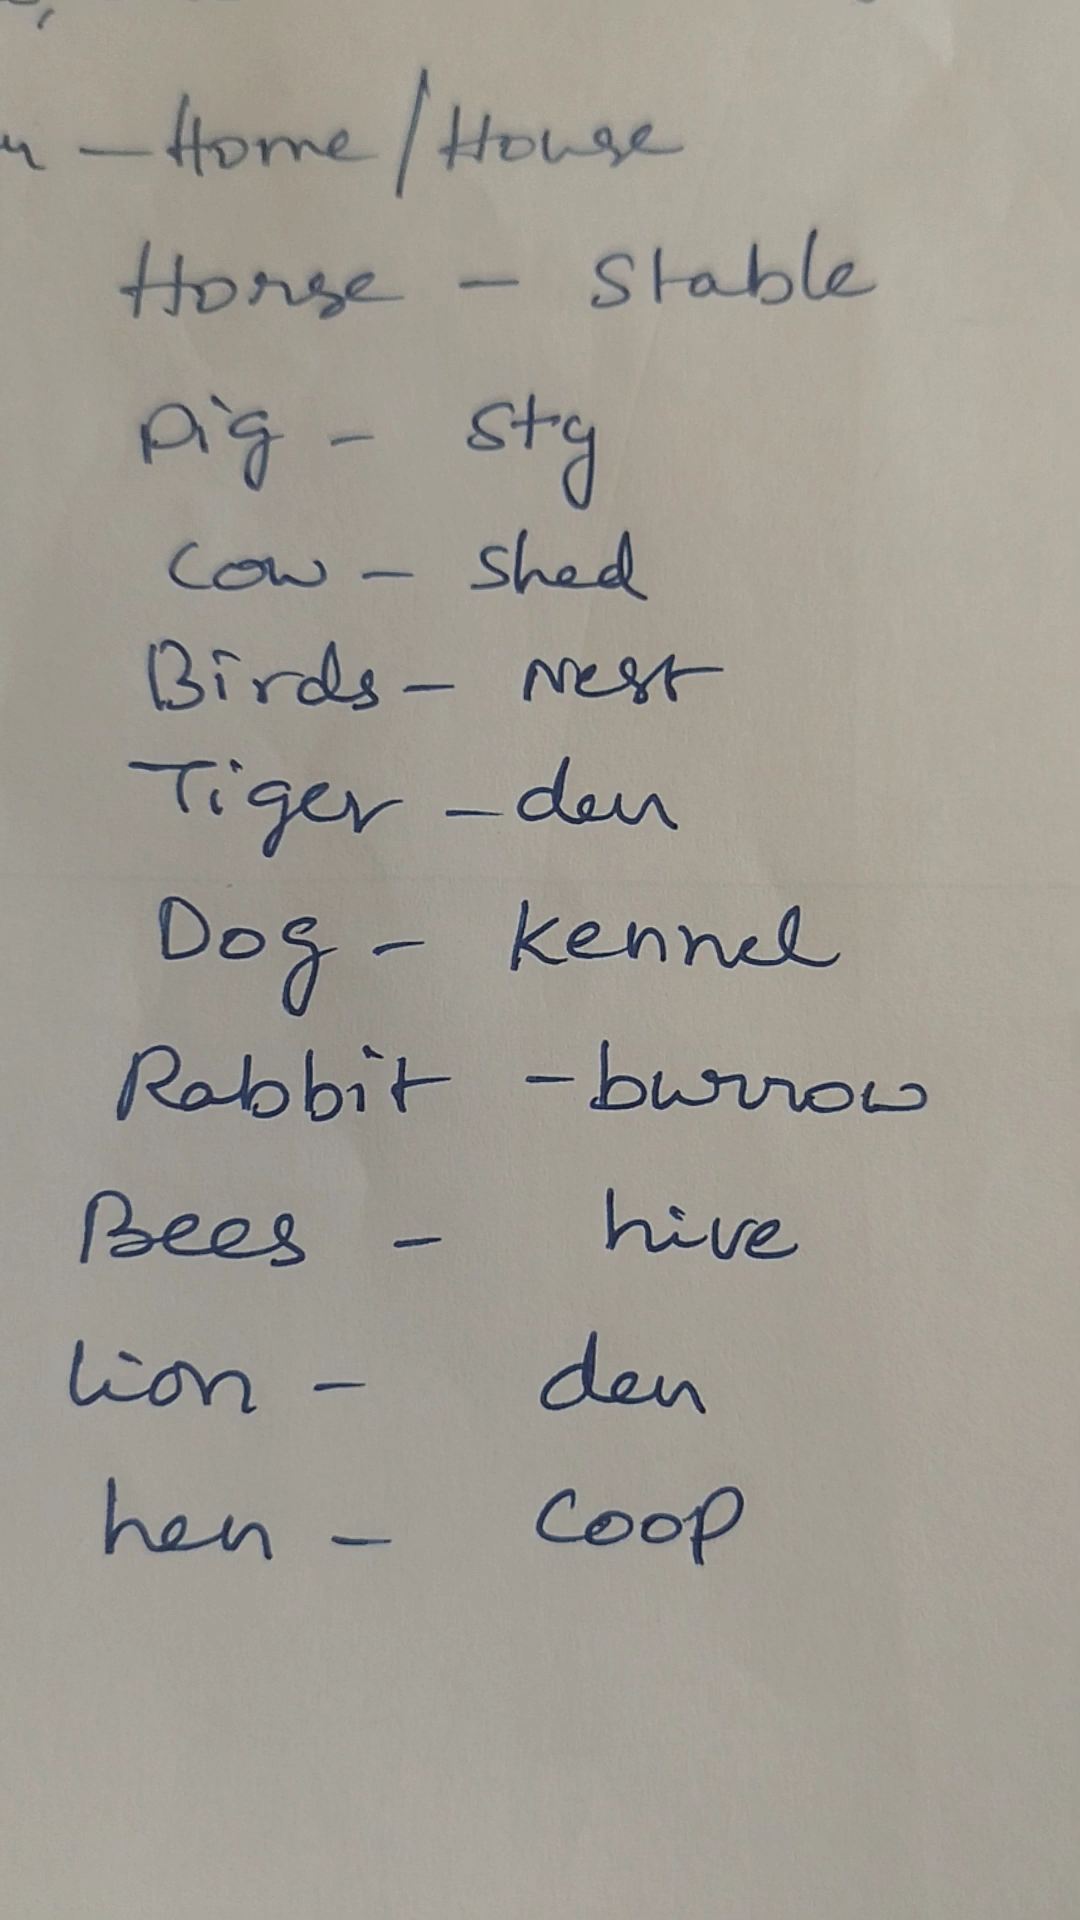 - Home / House
Horse - Stable
pig - sty
Cow - Shed
Birds - Nest
Tiger - den
Dog - Kennel
Rabbit - burrow
Bees - hive
lion - den
hen - Coop